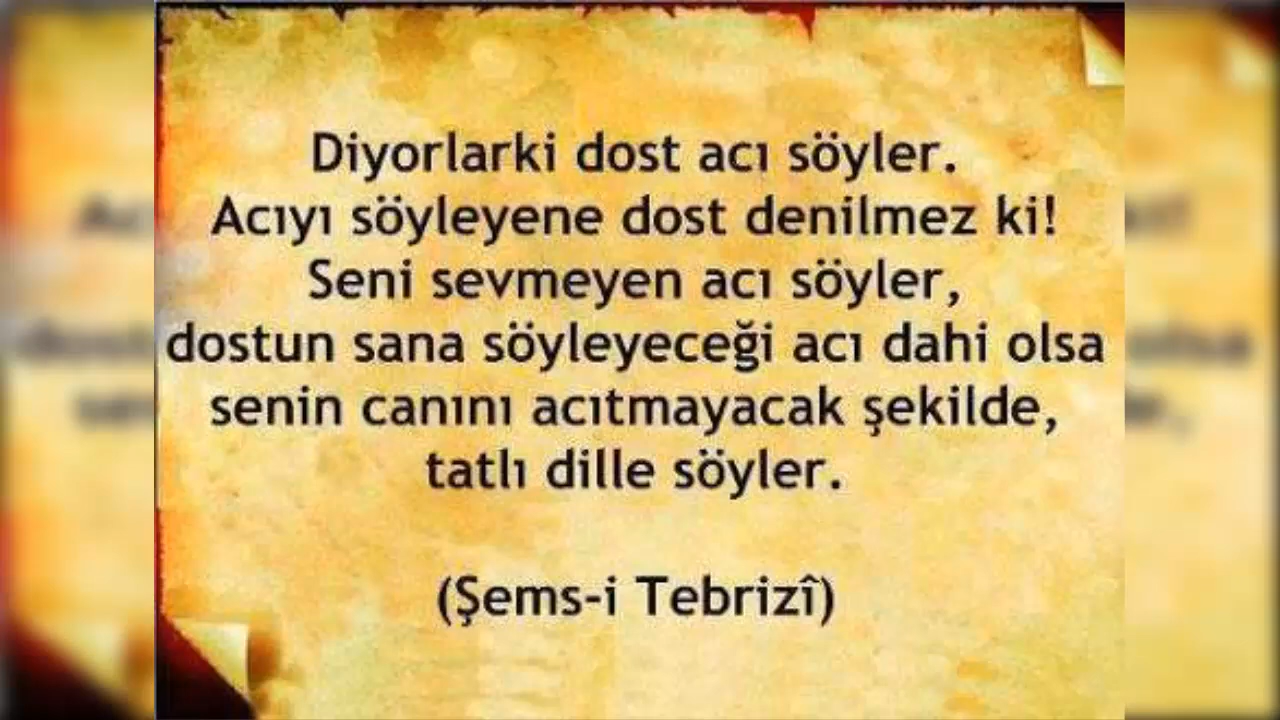 Diyorlarki dost acı söyler.
Acıyı söyleyene dost denilmez ki!
Seni sevmeyen acı söyler,
dostun sana söyleyeceği acı dahi olsa
senin canını acıtmayacak şekilde,
tatlı dille söyler.
(Şems-i Tebrizî)